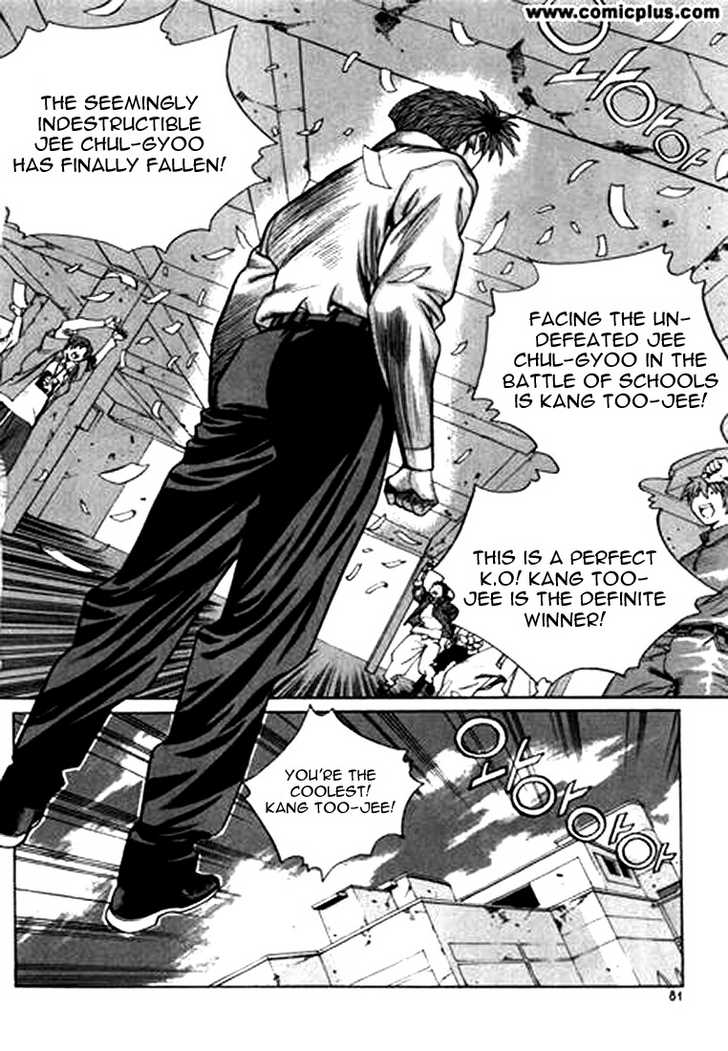 www.comicplus.com
THE SEEMINGLY
INDESTRUCTIBLE
JEE CHUL-GYOO
HAS FINALLY FALLEN!
와아아아
FACING THE UN-
DEFEATED JEE
CHUL-GYOO IN THE
BATTLE OF SCHOOLS
IS KANG TOO-JEE!
THIS IS A PERFECT
K.O! KANG TOO-
JEE IS THE DEFINITE
WINNER!
YOU'RE THE
COOLEST!
KANG TOO-JEE!
와아아아
81